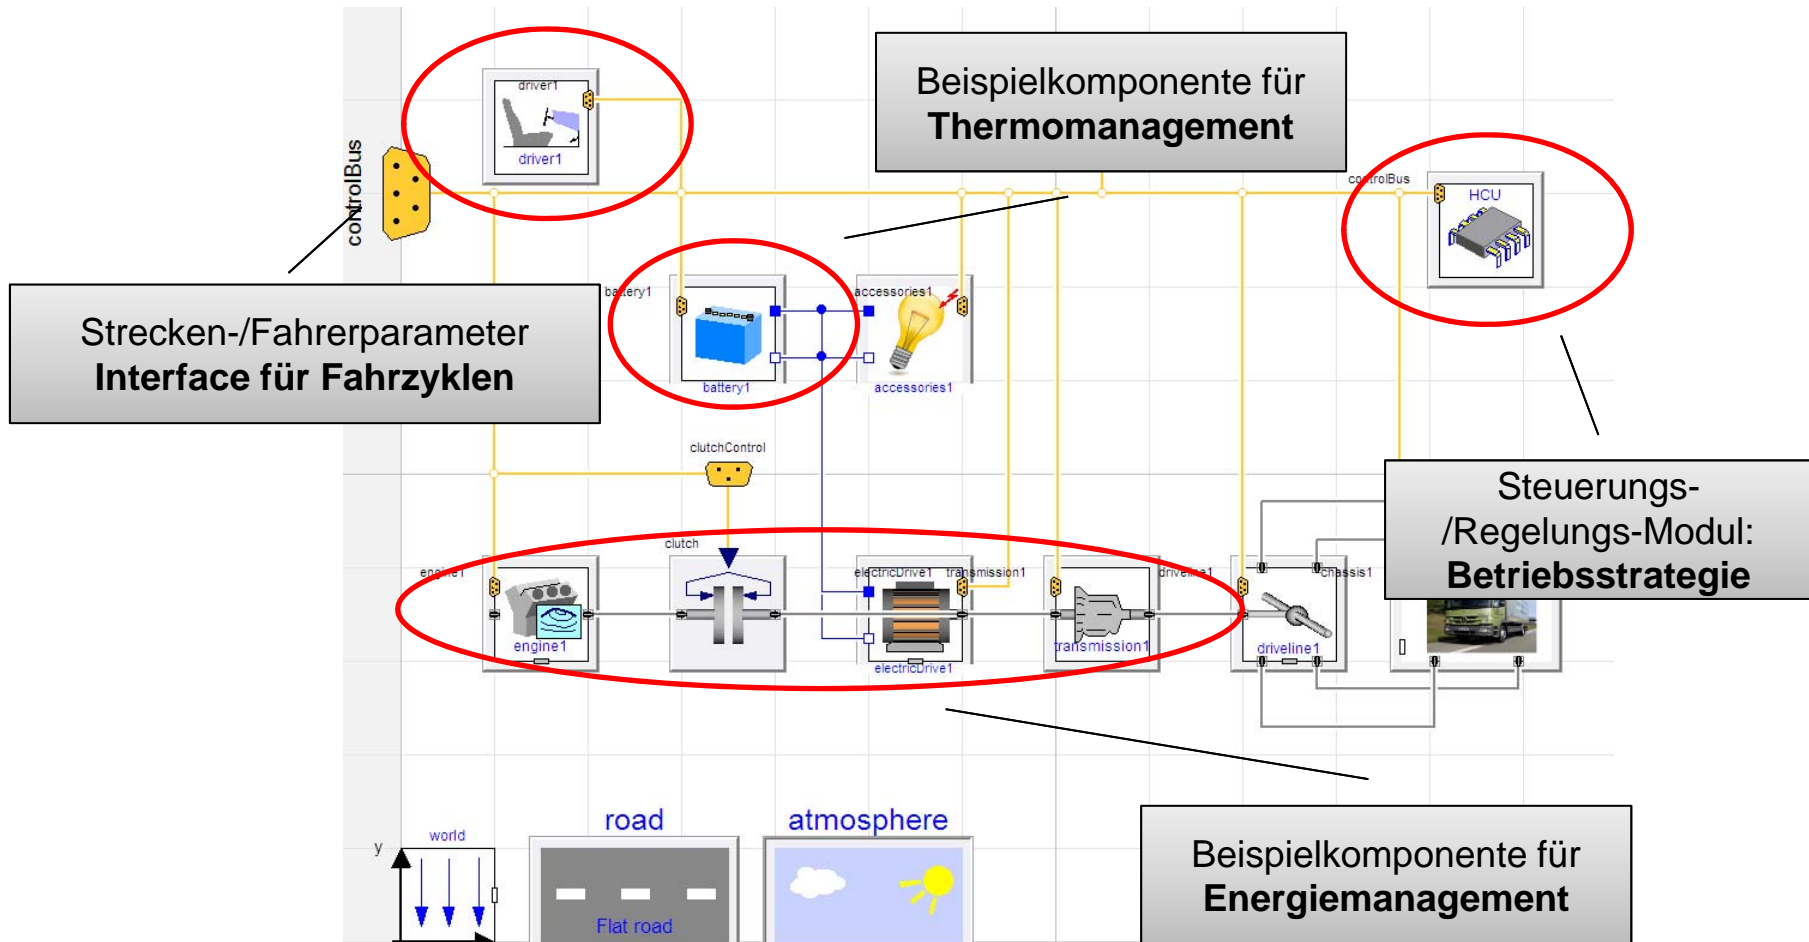 driver1
driver1
controlBus
Beispielkomponente für
Thermomanagement
controlBus
HCU
Strecken-/Fahrerparameter
Interface für Fahrzyklen
battery1
battery1
accessories1
accessories1
clutchControl
Steuerungs-
/Regelungs-Modul:
Betriebsstrategie
clutch
engine1
engine1
electricDrive1
electricDrive1
transmission1
transmission1
driveline1
driveline1
chassis1
Beispielkomponente für
Energiemanagement
y
world
road
Flat road
atmosphere